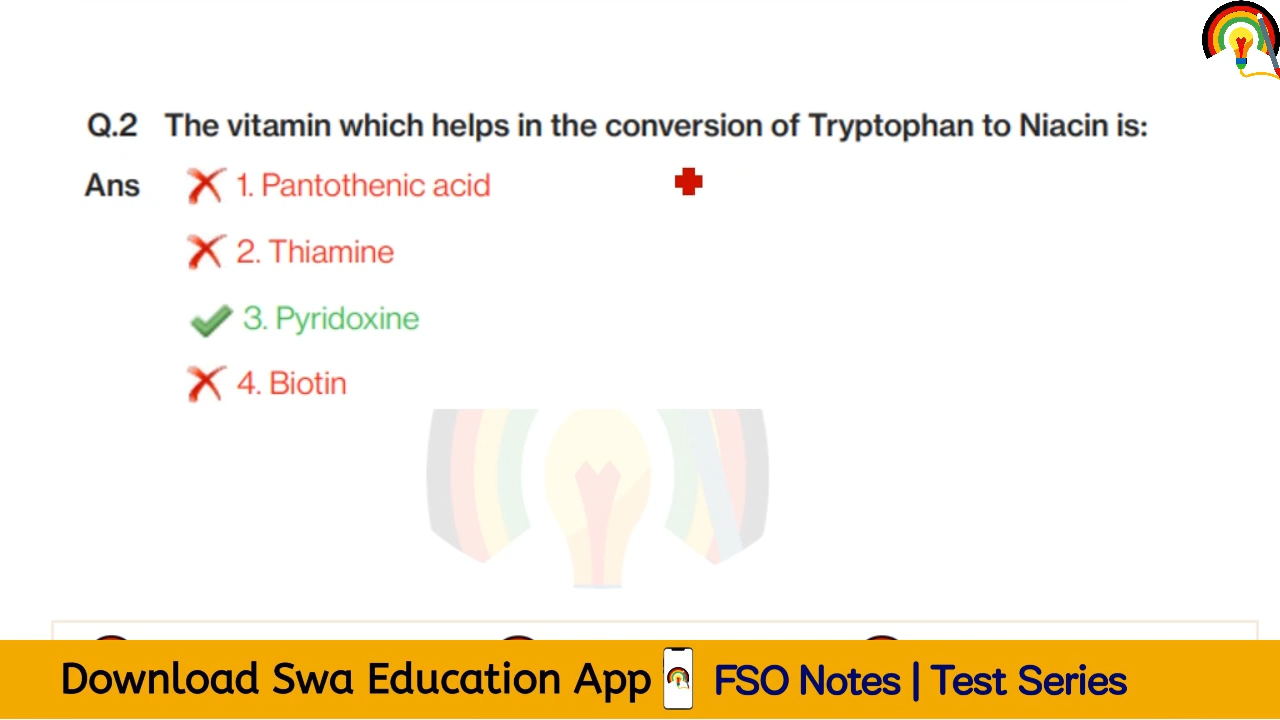 Q.2 The vitamin which helps in the conversion of Tryptophan to Niacin is:
Ans 1. Pantothenic acid
2. Thiamine
3. Pyridoxine
4. Biotin
Download Swa Education App FSO Notes | Test Series